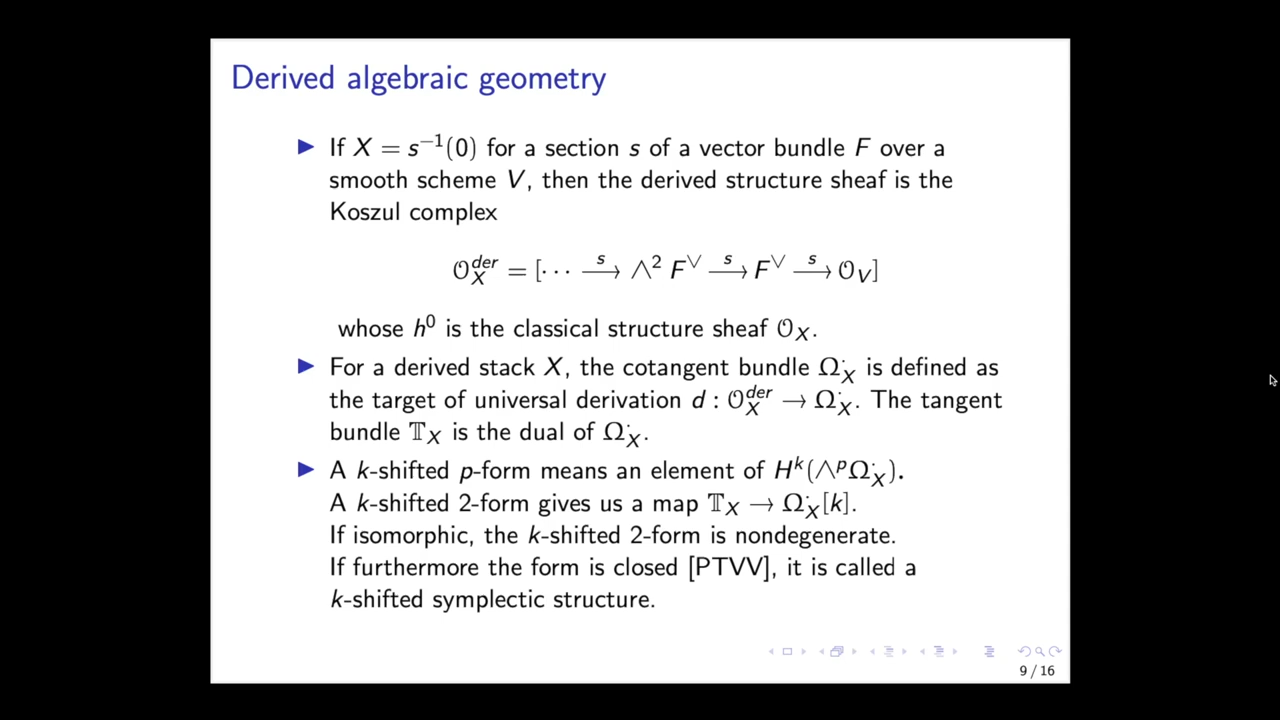 Derived algebraic geometry
▶ If X = s⁻¹(0) for a section s of a vector bundle F over a
smooth scheme V, then the derived structure sheaf is the
Koszul complex
𝒪_X^der = [⋯ —s→ ∧² F^∨ —s→ F^∨ —s→ 𝒪_V]
whose h⁰ is the classical structure sheaf 𝒪_X.
▶ For a derived stack X, the cotangent bundle Ω^·_X is defined as
the target of universal derivation d : 𝒪_X^der → Ω^·_X. The tangent
bundle 𝕋_X is the dual of Ω^·_X.
▶ A k-shifted p-form means an element of H^k(∧^pΩ^·_X).
A k-shifted 2-form gives us a map 𝕋_X → Ω^·_X[k].
If isomorphic, the k-shifted 2-form is nondegenerate.
If furthermore the form is closed [PTVV], it is called a
k-shifted symplectic structure.
9 / 16